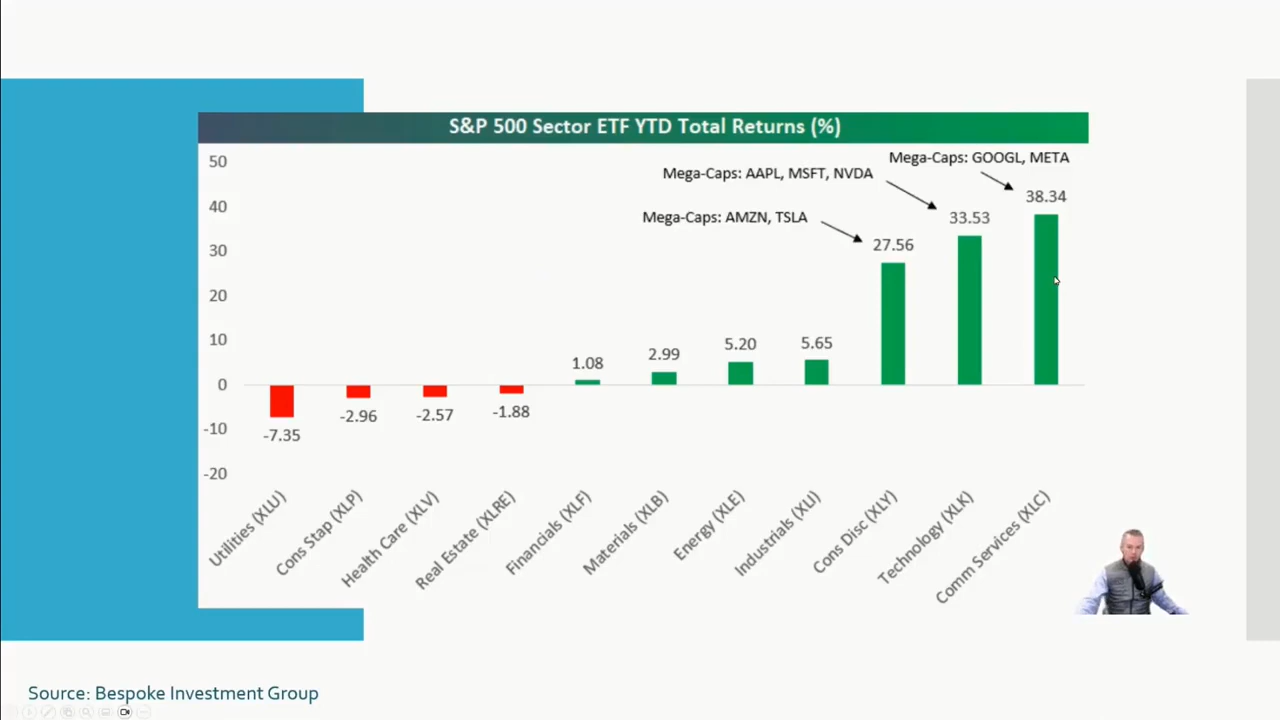 S&P 500 Sector ETF YTD Total Returns (%)
50
40
30
20
10
0
-10
-20
Mega-Caps: GOOGL, META
Mega-Caps: AAPL, MSFT, NVDA
Mega-Caps: AMZN, TSLA
-7.35
-2.96
-2.57
-1.88
1.08
2.99
5.20
5.65
27.56
33.53
38.34
Utilities (XLU)
Cons Stap (XLP)
Health Care (XLV)
Real Estate (XLRE)
Financials (XLF)
Materials (XLB)
Energy (XLE)
Industrials (XLI)
Cons Disc (XLY)
Technology (XLK)
Comm Services (XLC)
Source: Bespoke Investment Group